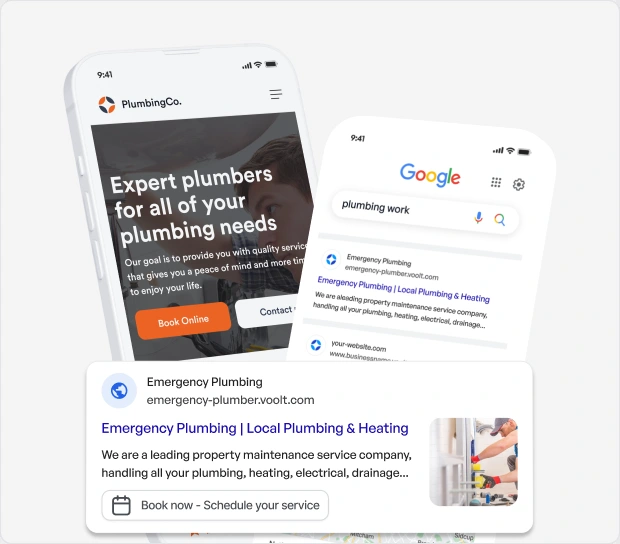 9:41
PlumbingCo.
Expert plumbers
for all of your
plumbing needs
Our goal is to provide you with quality service
that gives you a peace of mind and more
to enjoy your life.
Book Online
Contact
9:41
Google
plumbing work
Emergency Plumbing
emergency-plumber.voolt.com
Emergency Plumbing | Local Plumbing & Heating
We are aleading property maintenance service company,
handling all your plumbing, heating, electrical, drainage...
your-website.com
Emergency Plumbing
emergency-plumber.voolt.com
Emergency Plumbing | Local Plumbing & Heating
We are a leading property maintenance service company,
handling all your plumbing, heating, electrical, drainage...
Book now - Schedule your service